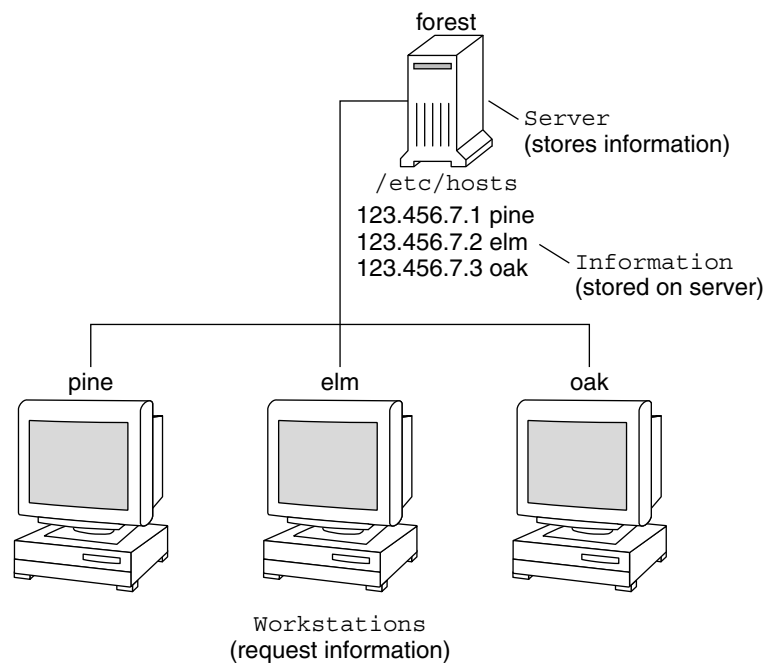 forest
Server
(stores information)
/etc/hosts
123.456.7.1 pine
123.456.7.2 elm
123.456.7.3 oak
Information
(stored on server)
pine
elm
oak
Workstations
(request information)